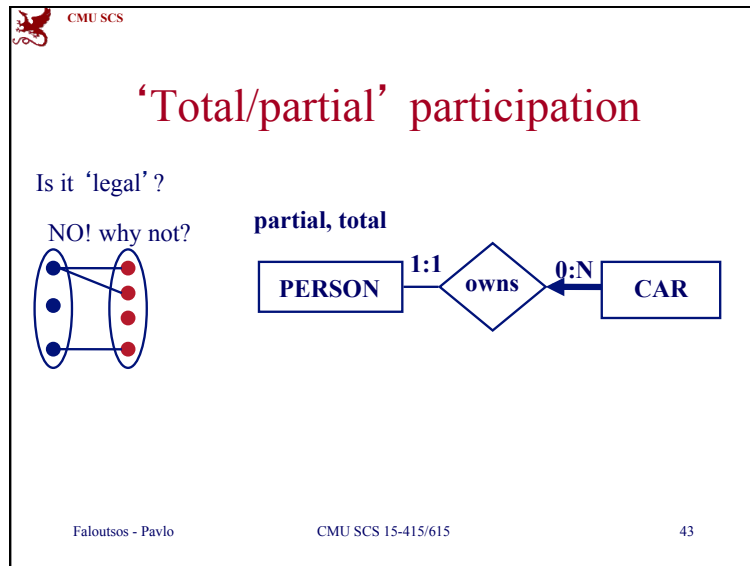 CMU SCS
‘Total/partial’ participation
Is it ‘legal’?
NO! why not?
partial, total
PERSON
1:1
owns
0:N
CAR
Faloutsos - Pavlo
CMU SCS 15-415/615
43